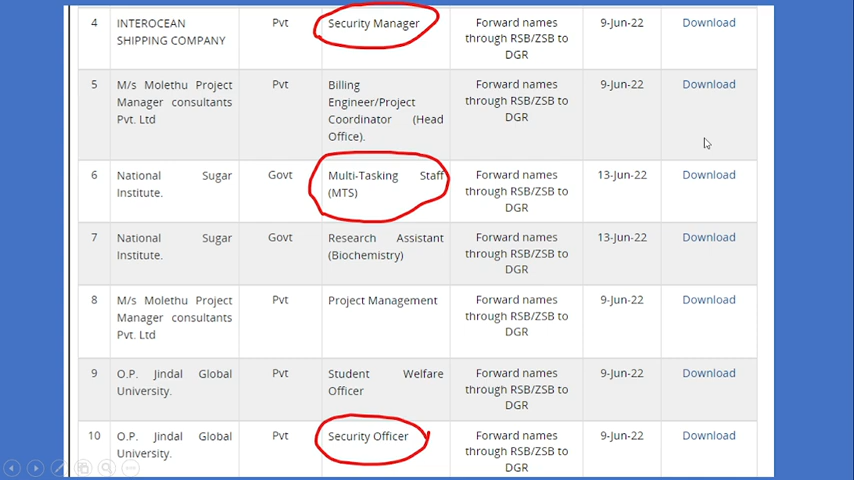 4 INTEROCEAN Pvt Security Manager Forward names 9-Jun-22 Download
SHIPPING COMPANY through RSB/ZSB to
DGR
5 M/s Molethu Project Pvt Billing Forward names 9-Jun-22 Download
Manager consultants Engineer/Project through RSB/ZSB to
Pvt. Ltd Coordinator (Head DGR
Office).
6 National Sugar Govt Multi-Tasking Staff Forward names 13-Jun-22 Download
Institute. (MTS) through RSB/ZSB to
DGR
7 National Sugar Govt Research Assistant Forward names 13-Jun-22 Download
Institute. (Biochemistry) through RSB/ZSB to
DGR
8 M/s Molethu Project Pvt Project Management Forward names 9-Jun-22 Download
Manager consultants through RSB/ZSB to
Pvt. Ltd DGR
9 O.P. Jindal Global Pvt Student Welfare Forward names 9-Jun-22 Download
University. Officer through RSB/ZSB to
DGR
10 O.P. Jindal Global Pvt Security Officer Forward names 9-Jun-22 Download
University. through RSB/ZSB to
DGR